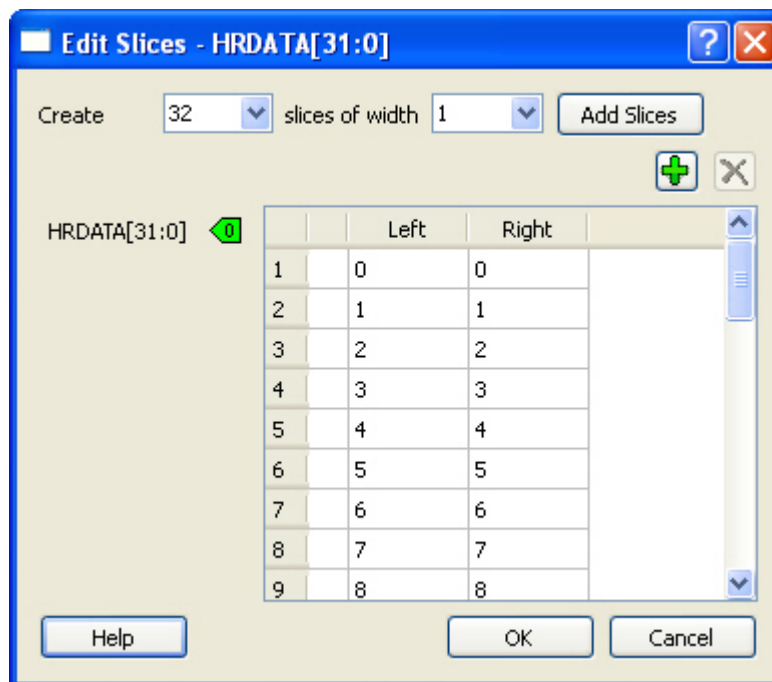 Edit Slices - HRDATA[31:0]
Create 32 slices of width 1 Add Slices
HRDATA[31:0] 0 Left Right
1 0 0
2 1 1
3 2 2
4 3 3
5 4 4
6 5 5
7 6 6
8 7 7
9 8 8
Help OK Cancel